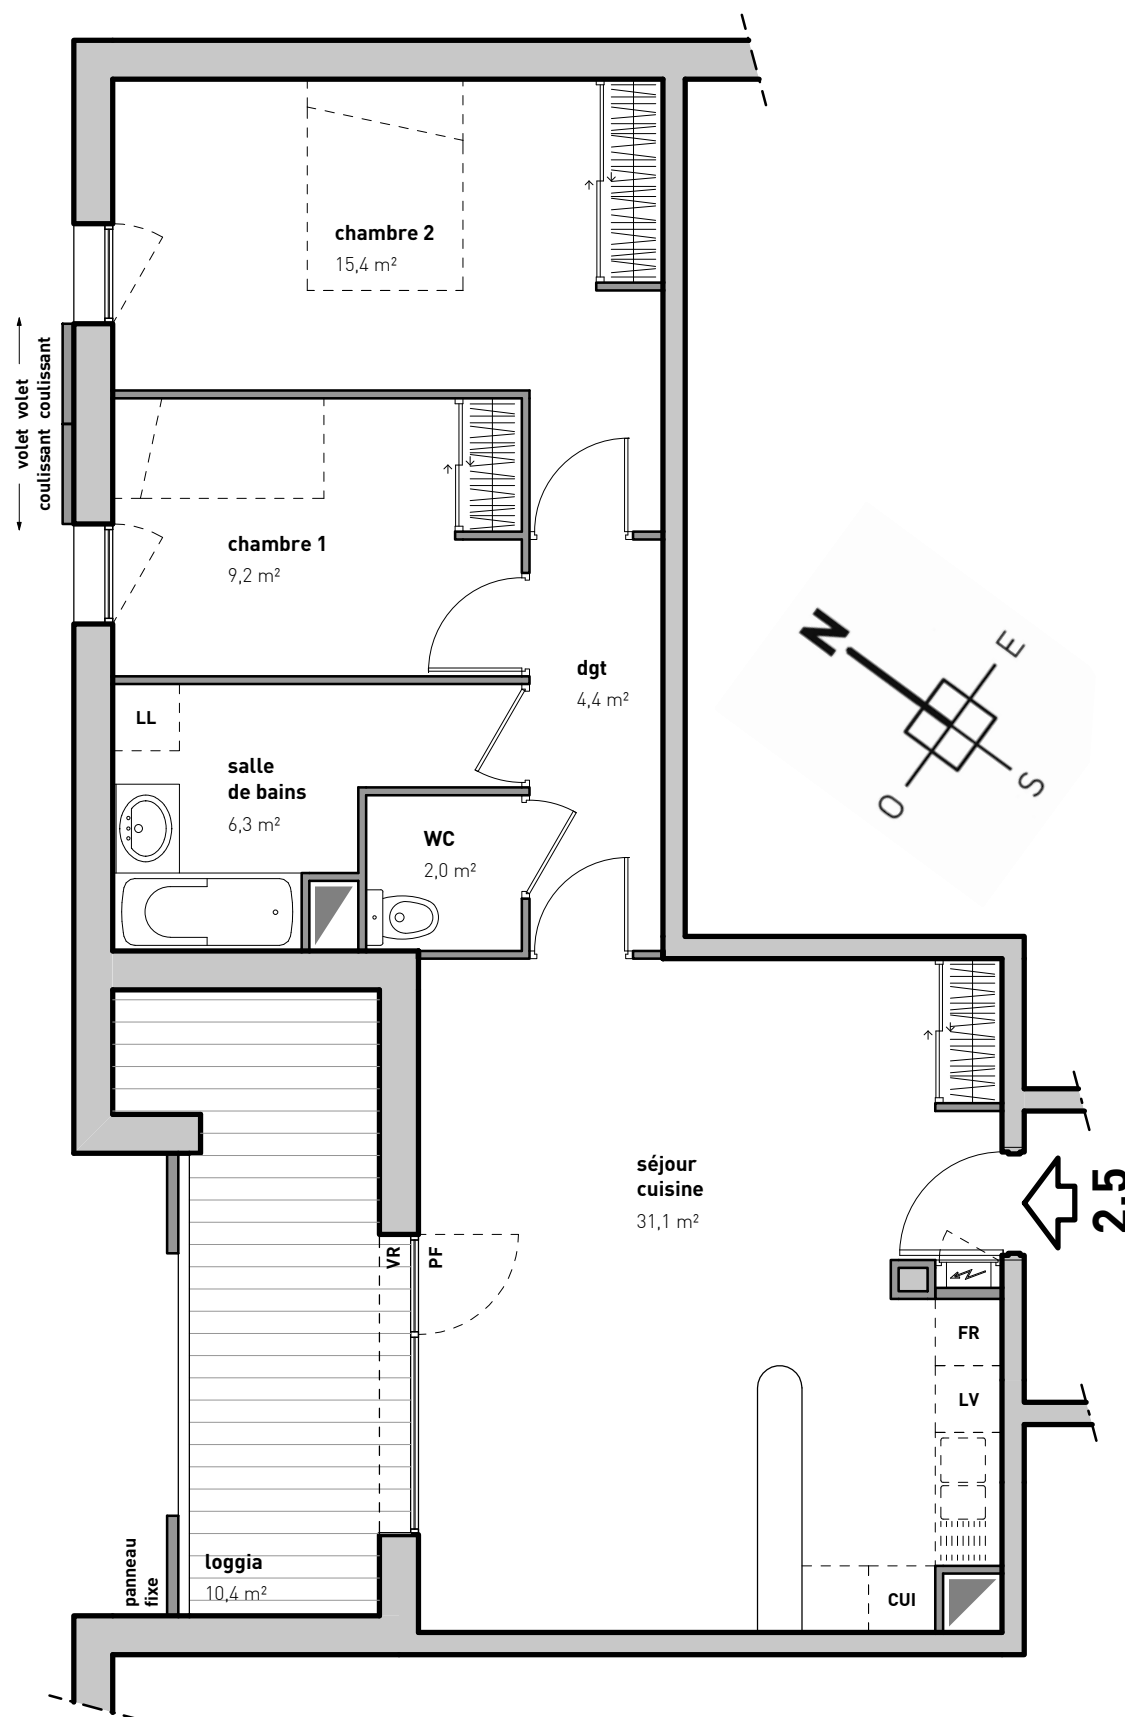 chambre 2
15,4 m²
volet volet
coulissant coulissant
chambre 1
9,2 m²
dgt
4,4 m²
N
E
S
O
LL
salle
de bains
6,3 m²
WC
2,0 m²
séjour
cuisine
31,1 m²
2.5
VR
PF
FR
LV
CUI
panneau
fixe
loggia
10,4 m²